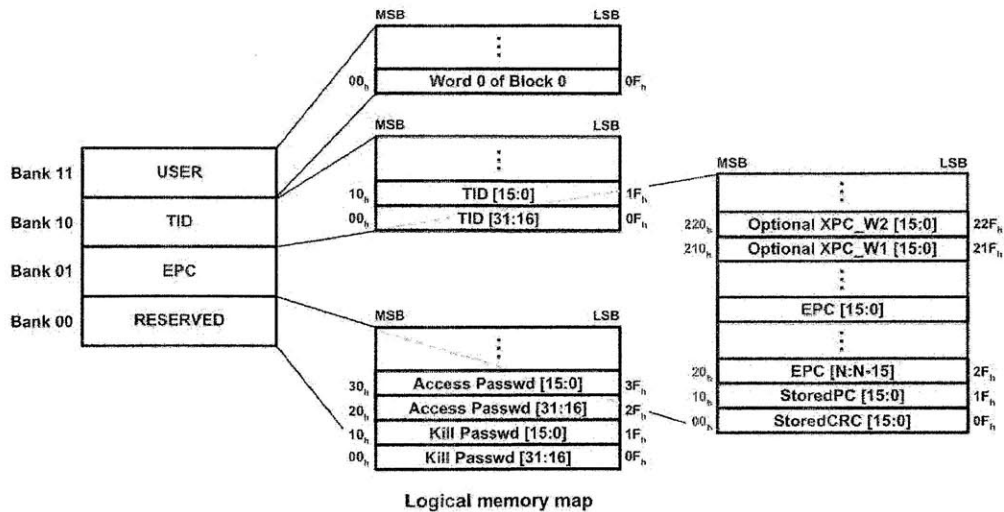 MSB LSB
00h Word 0 of Block 0 0Fh
MSB LSB
10h TID [15:0] 1Fh
00h TID [31:16] 0Fh
Bank 11 USER
Bank 10 TID
Bank 01 EPC
Bank 00 RESERVED
MSB LSB
220h Optional XPC_W2 [15:0] 22Fh
210h Optional XPC_W1 [15:0] 21Fh
EPC [15:0]
20h EPC [N:N-15] 2Fh
10h StoredPC [15:0] 1Fh
00h StoredCRC [15:0] 0Fh
MSB LSB
30h Access Passwd [15:0] 3Fh
20h Access Passwd [31:16] 2Fh
10h Kill Passwd [15:0] 1Fh
00h Kill Passwd [31:16] 0Fh
Logical memory map